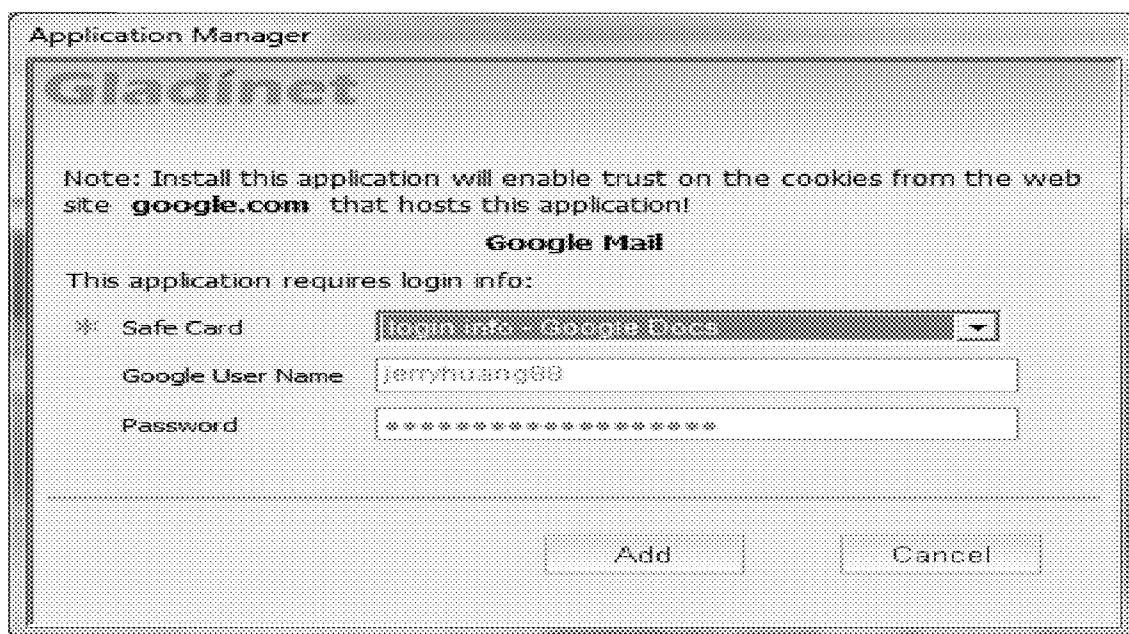 Application Manager
Gladinet
Note: Install this application will enable trust on the cookies from the web
site google.com that hosts this application!
Google Mail
This application requires login info:
* Safe Card login info - Google Docs
Google User Name jerryhuang88
Password *******************
Add Cancel